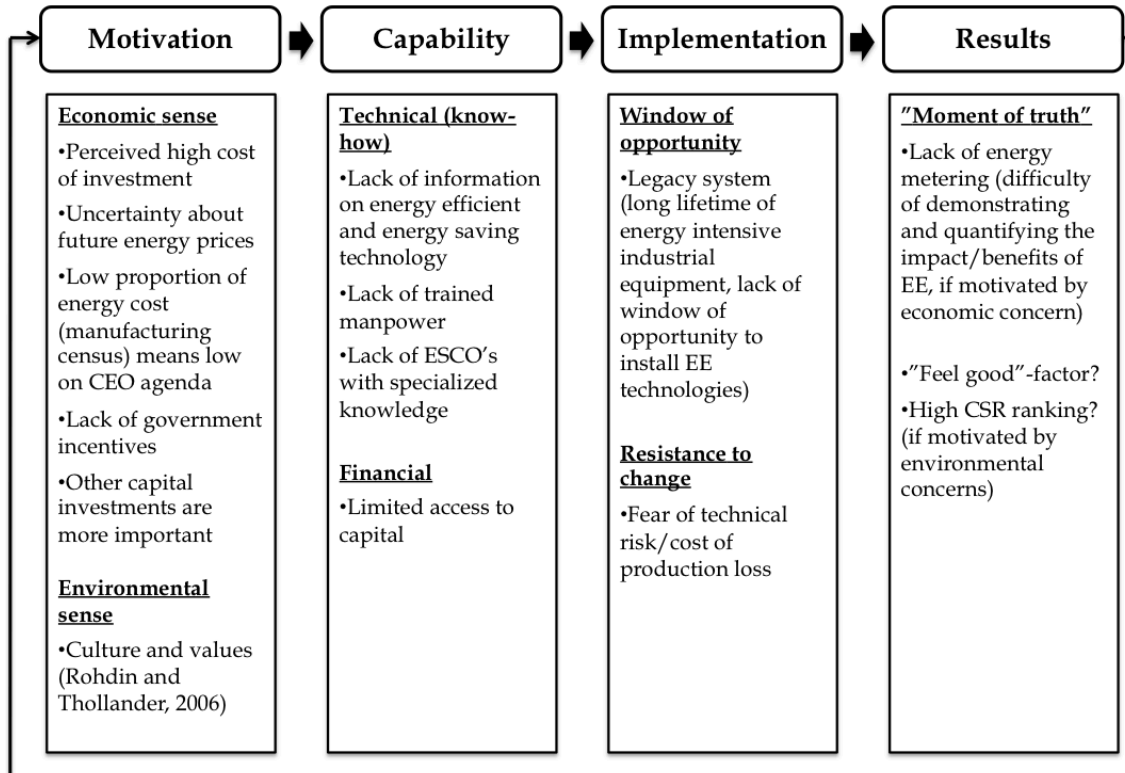 Motivation
Capability
Implementation
Results
Economic sense
•Perceived high cost
of investment
•Uncertainty about
future energy prices
•Low proportion of
energy cost
(manufacturing
census) means low
on CEO agenda
•Lack of government
incentives
•Other capital
investments are
more important
Environmental
sense
•Culture and values
(Rohdin and
Thollander, 2006)
Technical (know-
how)
•Lack of information
on energy efficient
and energy saving
technology
•Lack of trained
manpower
•Lack of ESCO's
with specialized
knowledge
Financial
•Limited access to
capital
Window of
opportunity
•Legacy system
(long lifetime of
energy intensive
industrial
equipment, lack of
window of
opportunity to
install EE
technologies)
Resistance to
change
•Fear of technical
risk/cost of
production loss
”Moment of truth”
•Lack of energy
metering (difficulty
of demonstrating
and quantifying the
impact/benefits of
EE, if motivated by
economic concern)
•”Feel good”-factor?
•High CSR ranking?
(if motivated by
environmental
concerns)